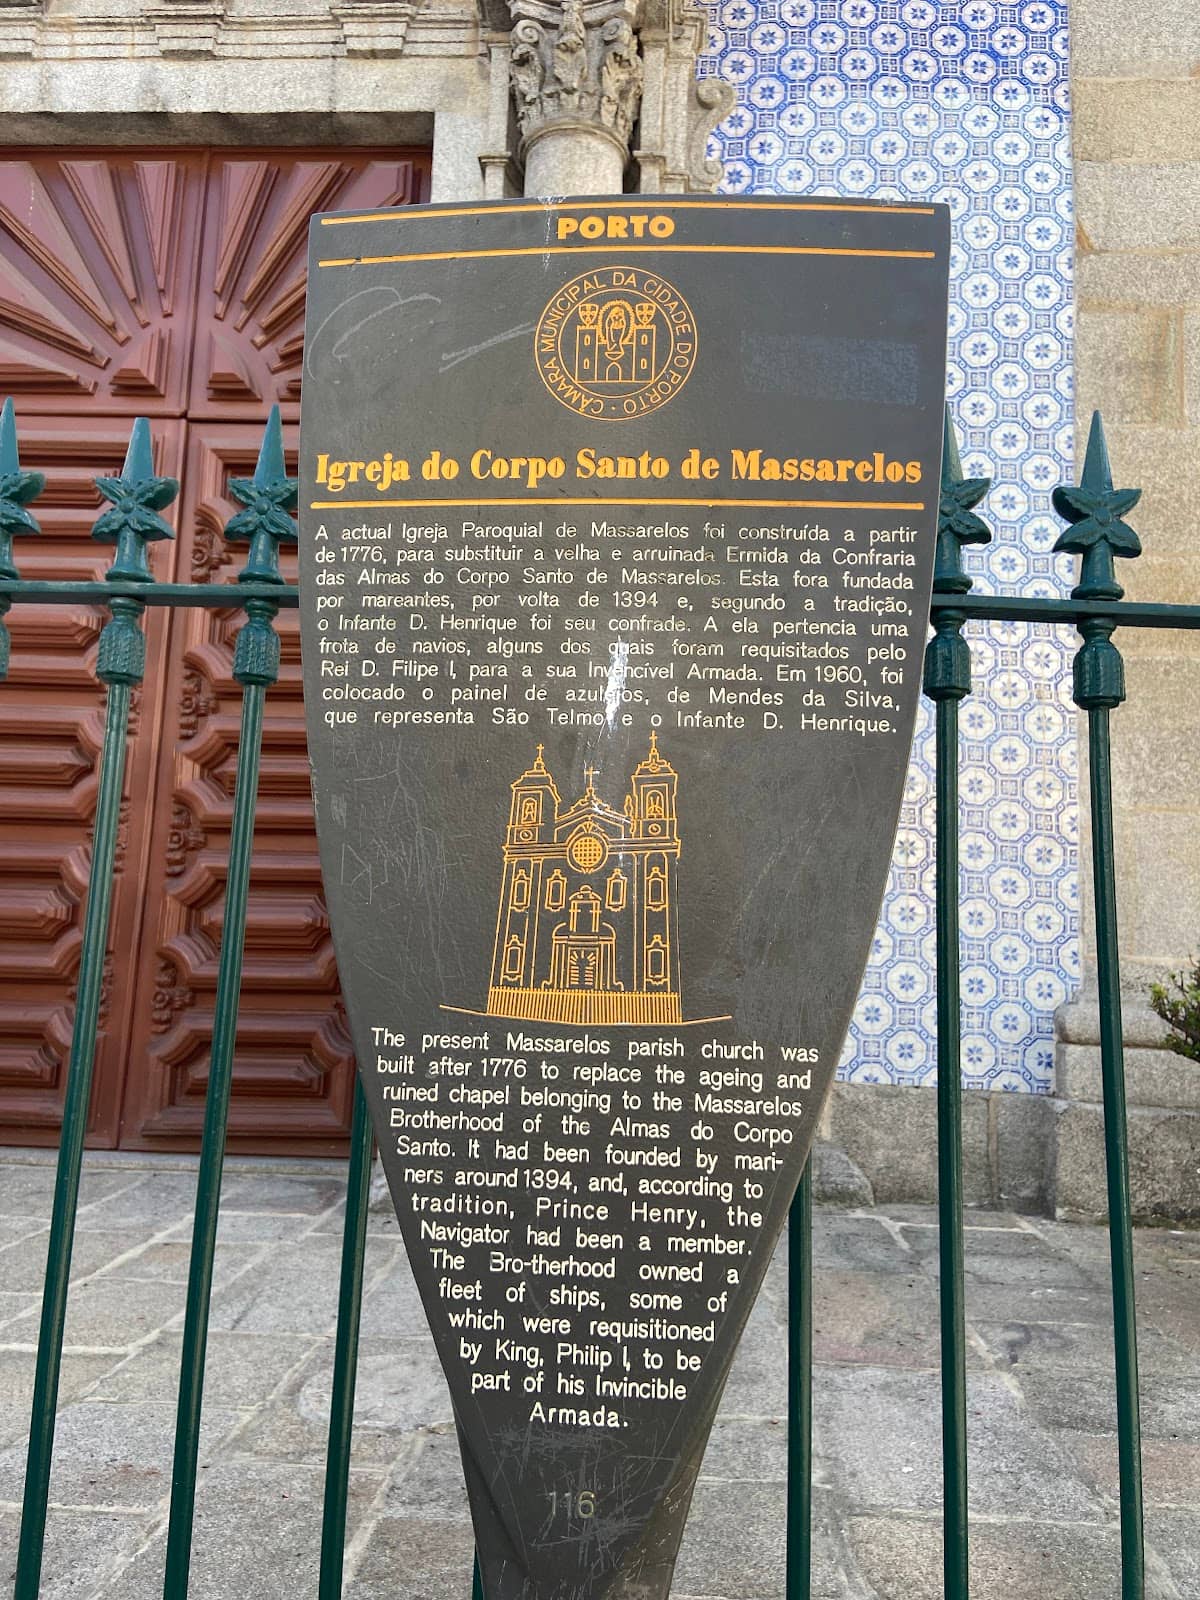 PORTO
CÂMARA MUNICIPAL DA CIDADE DO PORTO ·
Igreja do Corpo Santo de Massarelos
A actual Igreja Paroquial de Massarelos foi construída a partir
de 1776, para substituir a velha e arruinada Ermida da Confraria
das Almas do Corpo Santo de Massarelos. Esta fora fundada
por mareantes, por volta de 1394 e, segundo a tradição,
o Infante D. Henrique foi seu confrade. A ela pertencia uma
frota de navios, alguns dos quais foram requisitados pelo
Rei D. Filipe I, para a sua Invencível Armada. Em 1960, foi
colocado o painel de azulejos, de Mendes da Silva,
que representa São Telmo e o Infante D. Henrique.
The present Massarelos parish church was
built after 1776 to replace the ageing and
ruined chapel belonging to the Massarelos
Brotherhood of the Almas do Corpo
Santo. It had been founded by mari-
ners around 1394, and, according to
tradition, Prince Henry, the
Navigator had been a member.
The Bro-therhood owned a
fleet of ships, some of
which were requisitioned
by King, Philip I, to be
part of his Invincible
Armada.
116